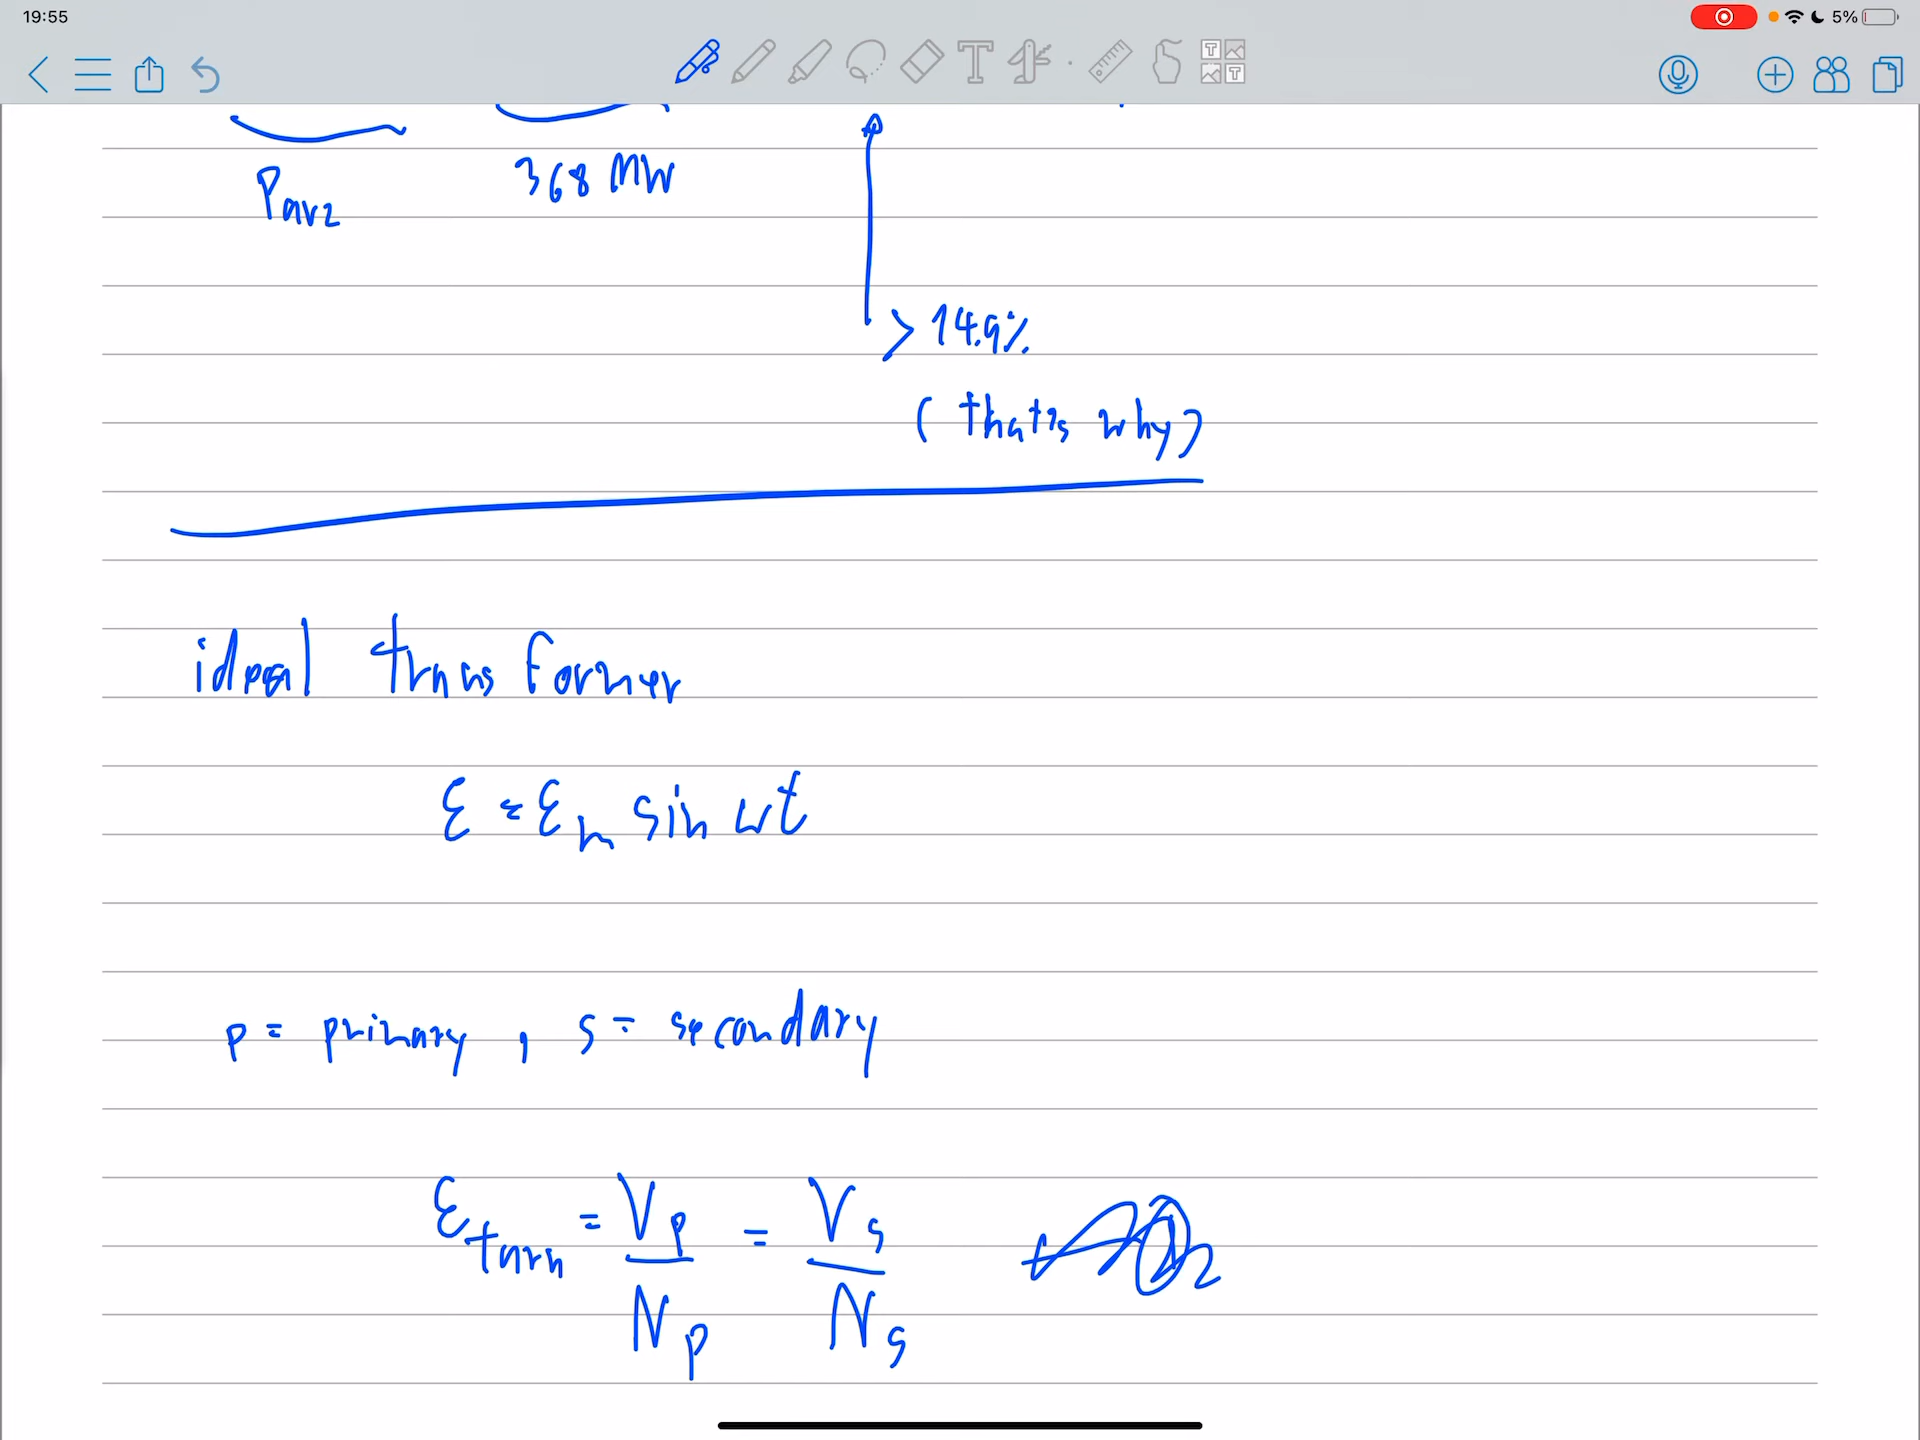 19:55
5%
T
T
T
Pav2
368 MW
> 14.9%
(that's why)
ideal transformer
ε = εm sin ωt
p = primary, s = secondary
εturn = Vp/Np = Vs/Ns